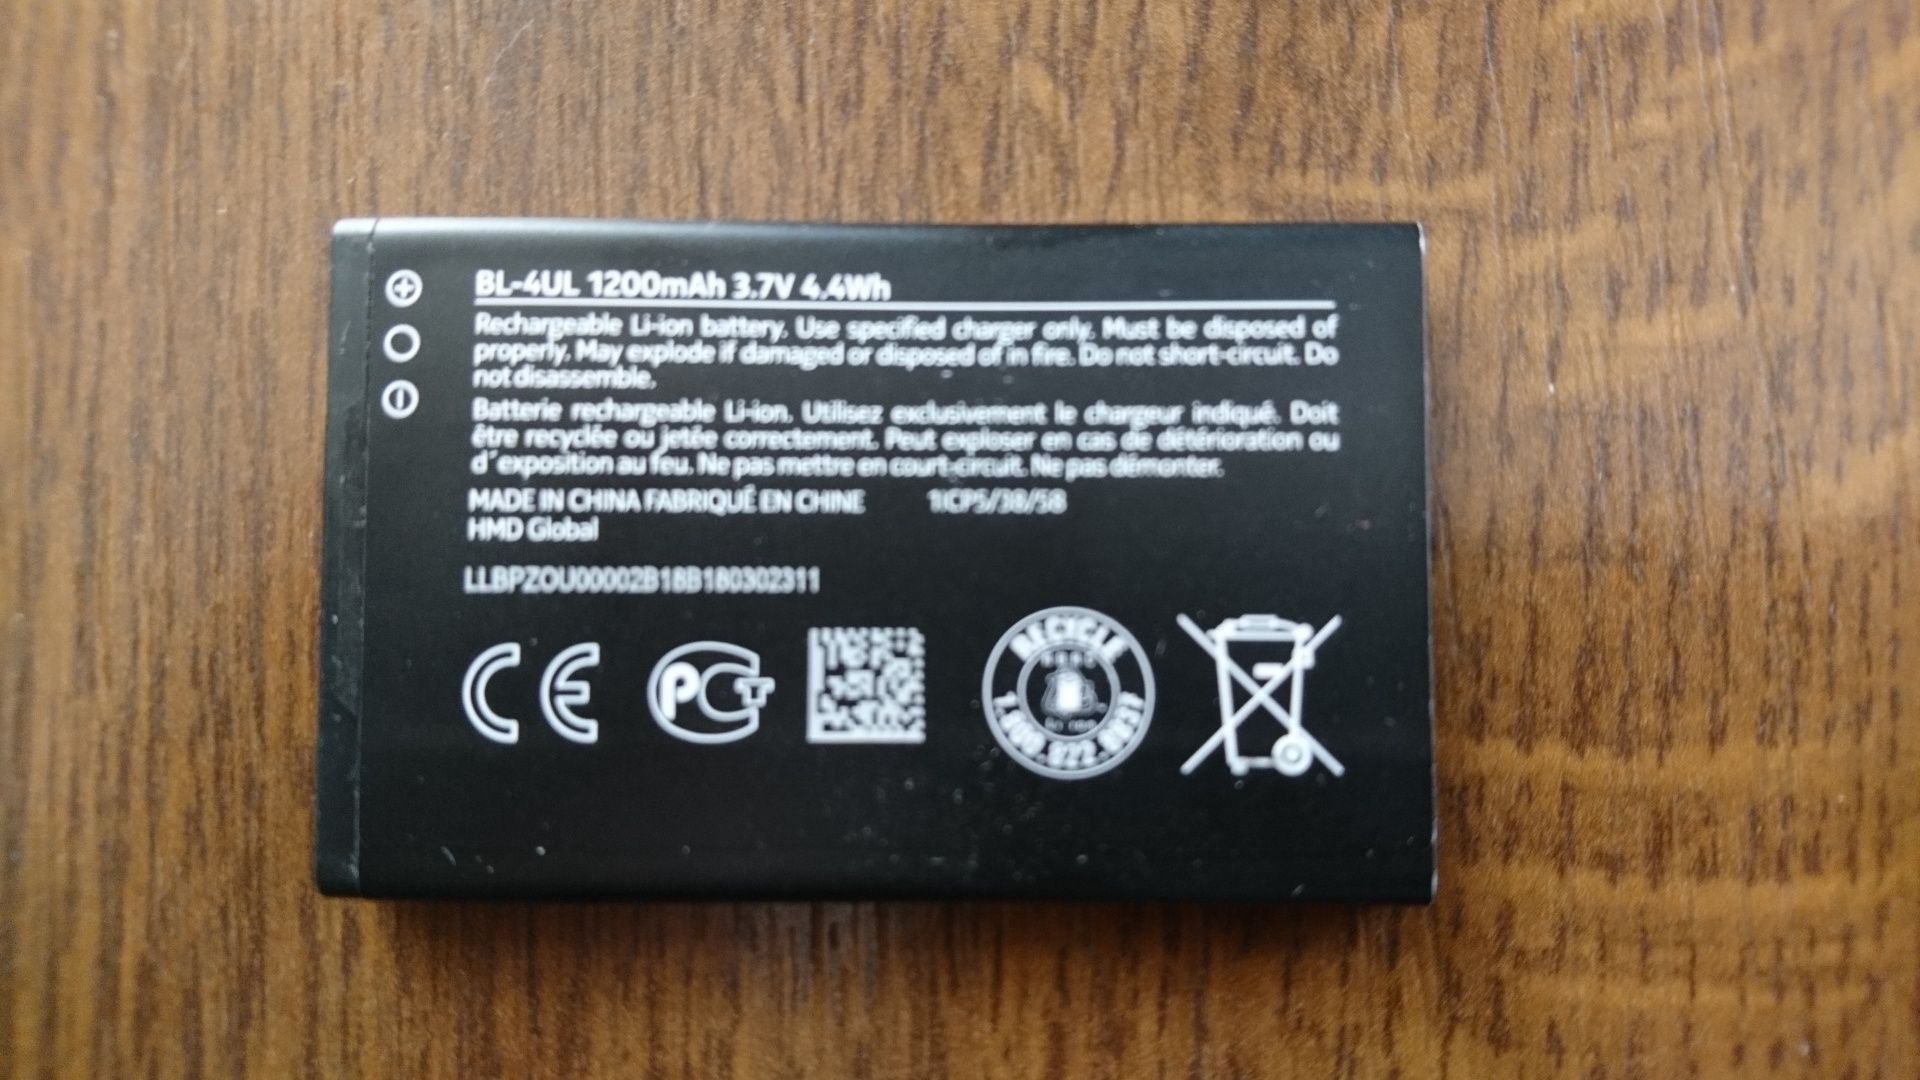 BL-4UL 1200mAh 3.7V 4.4Wh
Rechargeable Li-ion battery. Use specified charger only. Must be disposed of
properly. May explode if damaged or disposed of in fire. Do not short-circuit. Do
not disassemble.
Batterie rechargeable Li-ion. Utilisez exclusivement le chargeur indiqué. Doit
être recyclée ou jetée correctement. Peut exploser en cas de détérioration ou
d´exposition au feu. Ne pas mettre en court-circuit. Ne pas démonter.
MADE IN CHINA FABRIQUÉ EN CHINE 1ICP5/38/58
HMD Global
LLBPZOU00002B18B180302311
CE
РСТ
RECYCLE
1.800.822.8837